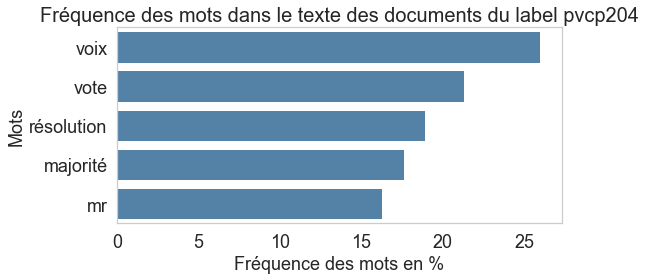 Fréquence des mots dans le texte des documents du label pvcp204
voix
vote
résolution
majorité
mr
Mots
0 5 10 15 20 25
Fréquence des mots en %